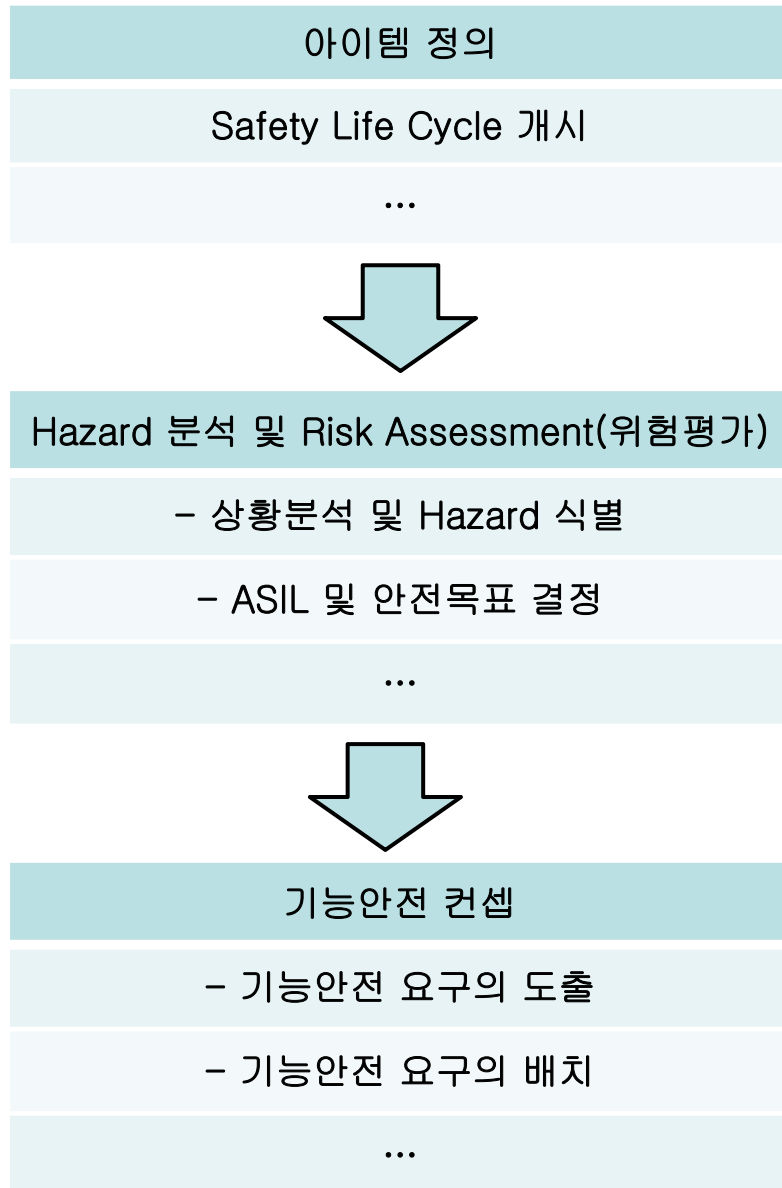 아이템 정의
Safety Life Cycle 개시
...
Hazard 분석 및 Risk Assessment(위험평가)
- 상황분석 및 Hazard 식별
- ASIL 및 안전목표 결정
...
기능안전 컨셉
- 기능안전 요구의 도출
- 기능안전 요구의 배치
...